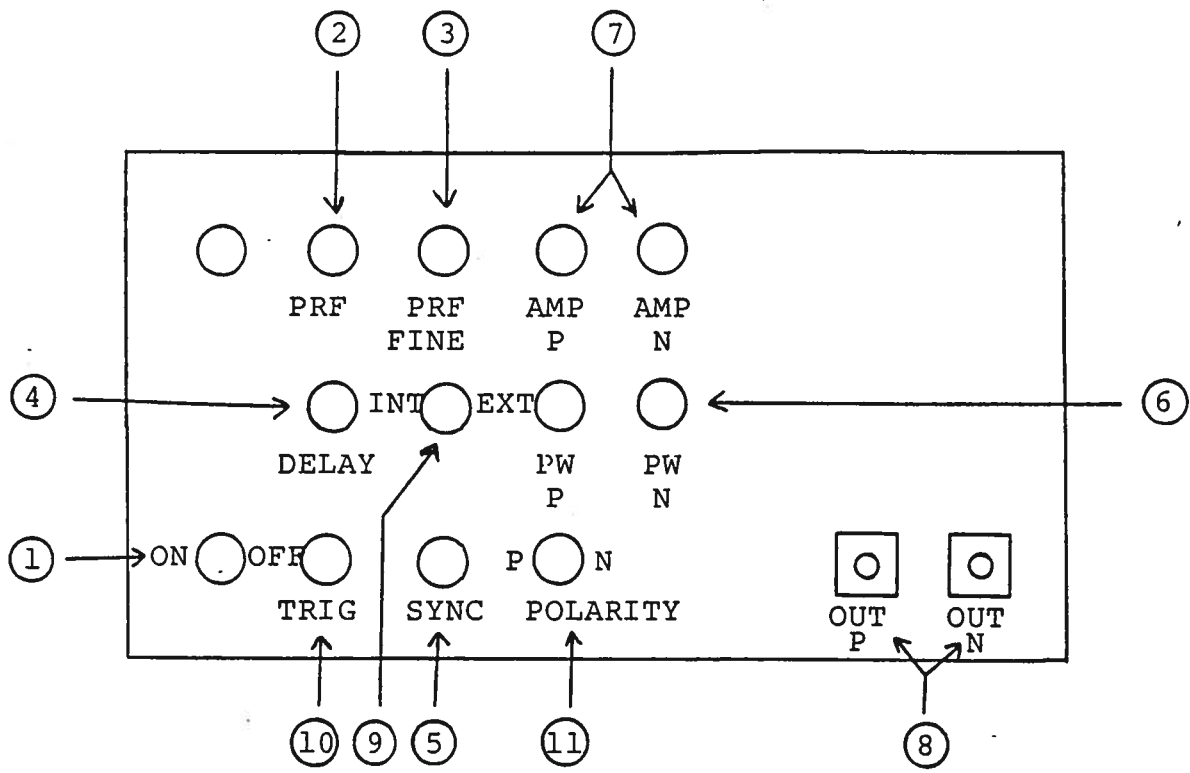 2 3 7
PRF PRF AMP AMP
FINE P N
4 INT EXT 6
DELAY PW PW
P N
1 ON OFF P N
TRIG SYNC POLARITY OUT OUT
P N
10 9 5 11 8